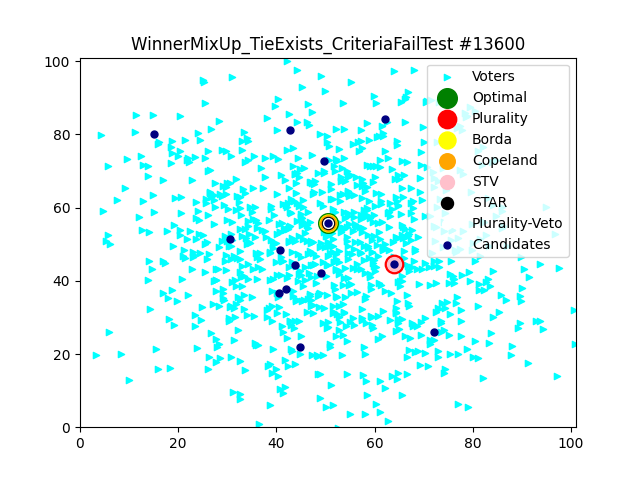 WinnerMixUp_TieExists_CriteriaFailTest #13600
100
80
60
40
20
0
0
20
40
60
80
100
Voters
Optimal
Plurality
Borda
Copeland
STV
STAR
Plurality-Veto
Candidates